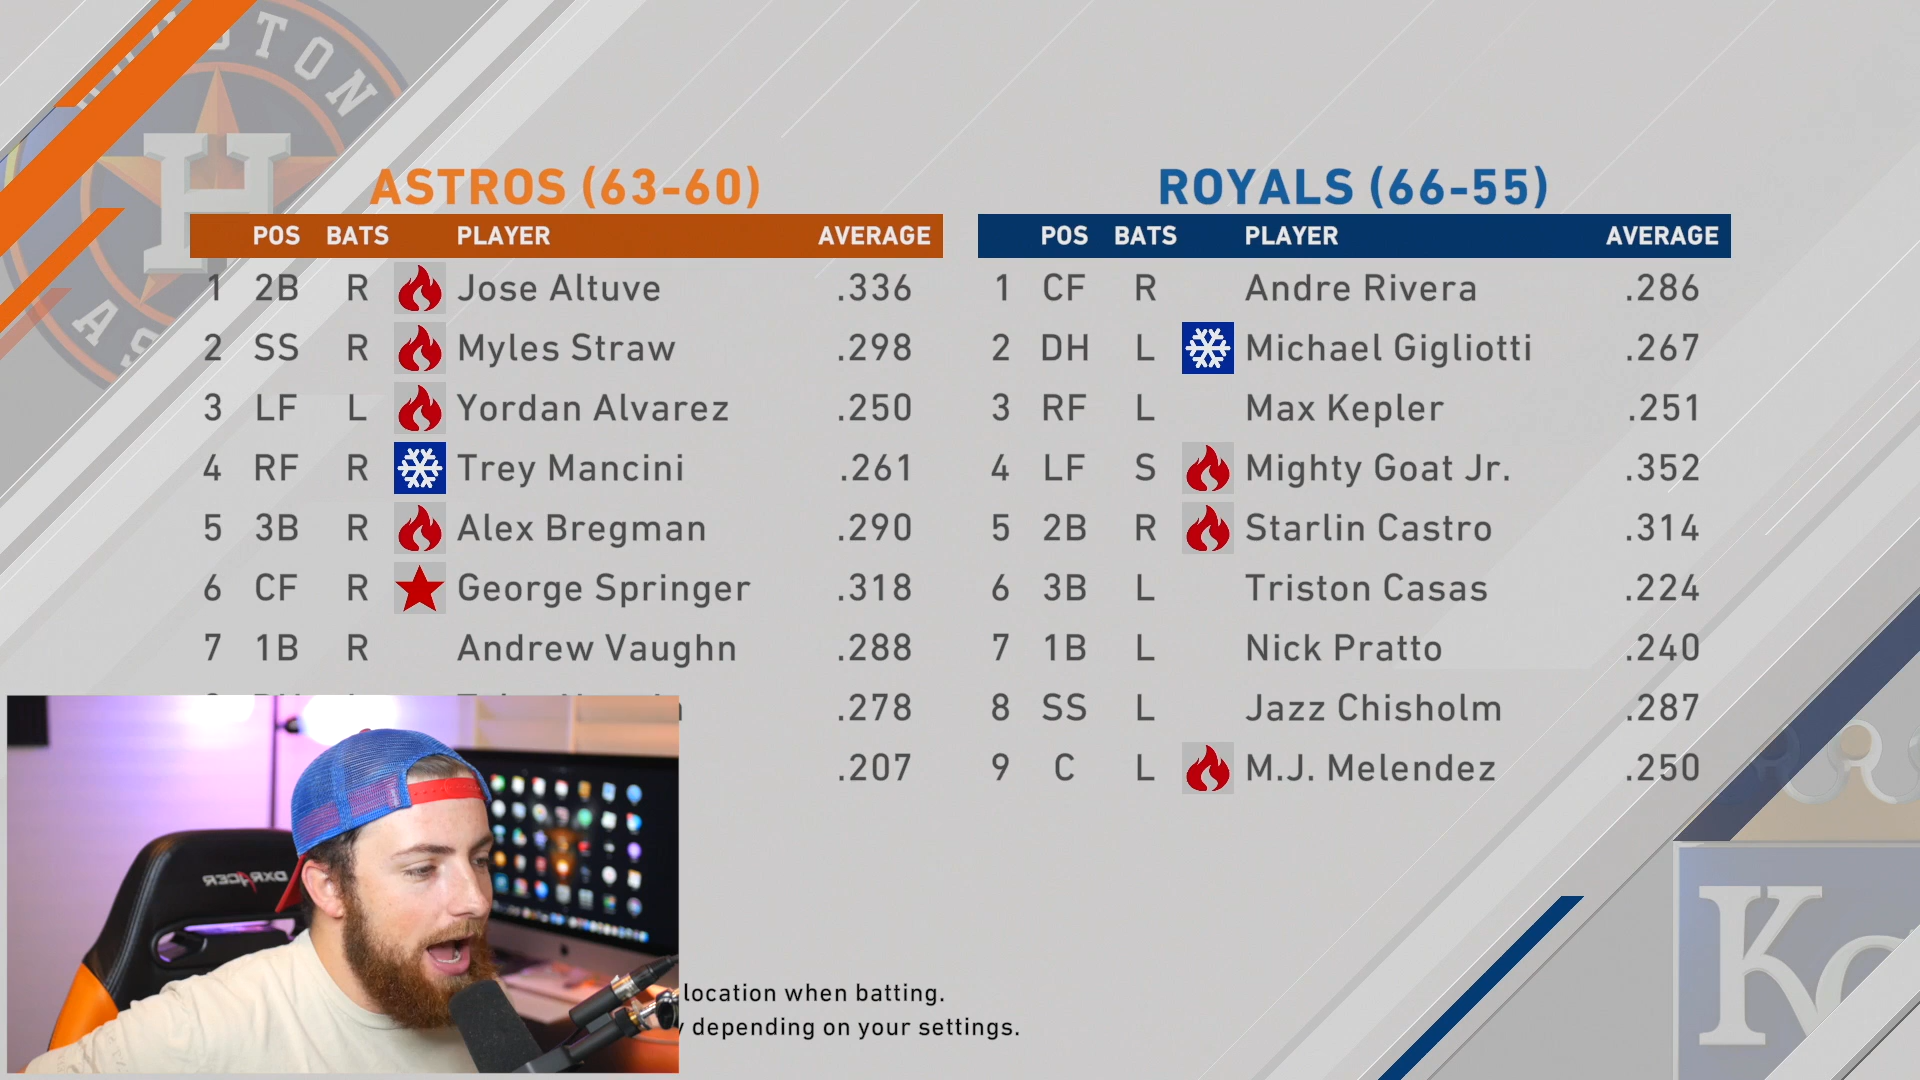 STON
AS
H
ASTROS (63-60)
POS BATS PLAYER AVERAGE
1 2B R Jose Altuve .336
2 SS R Myles Straw .298
3 LF L Yordan Alvarez .250
4 RF R Trey Mancini .261
5 3B R Alex Bregman .290
6 CF R George Springer .318
7 1B R Andrew Vaughn .288
.278
.207
ROYALS (66-55)
POS BATS PLAYER AVERAGE
1 CF R Andre Rivera .286
2 DH L Michael Gigliotti .267
3 RF L Max Kepler .251
4 LF S Mighty Goat Jr. .352
5 2B R Starlin Castro .314
6 3B L Triston Casas .224
7 1B L Nick Pratto .240
8 SS L Jazz Chisholm .287
9 C L M.J. Melendez .250
DXRACER
location when batting.
depending on your settings.
KC